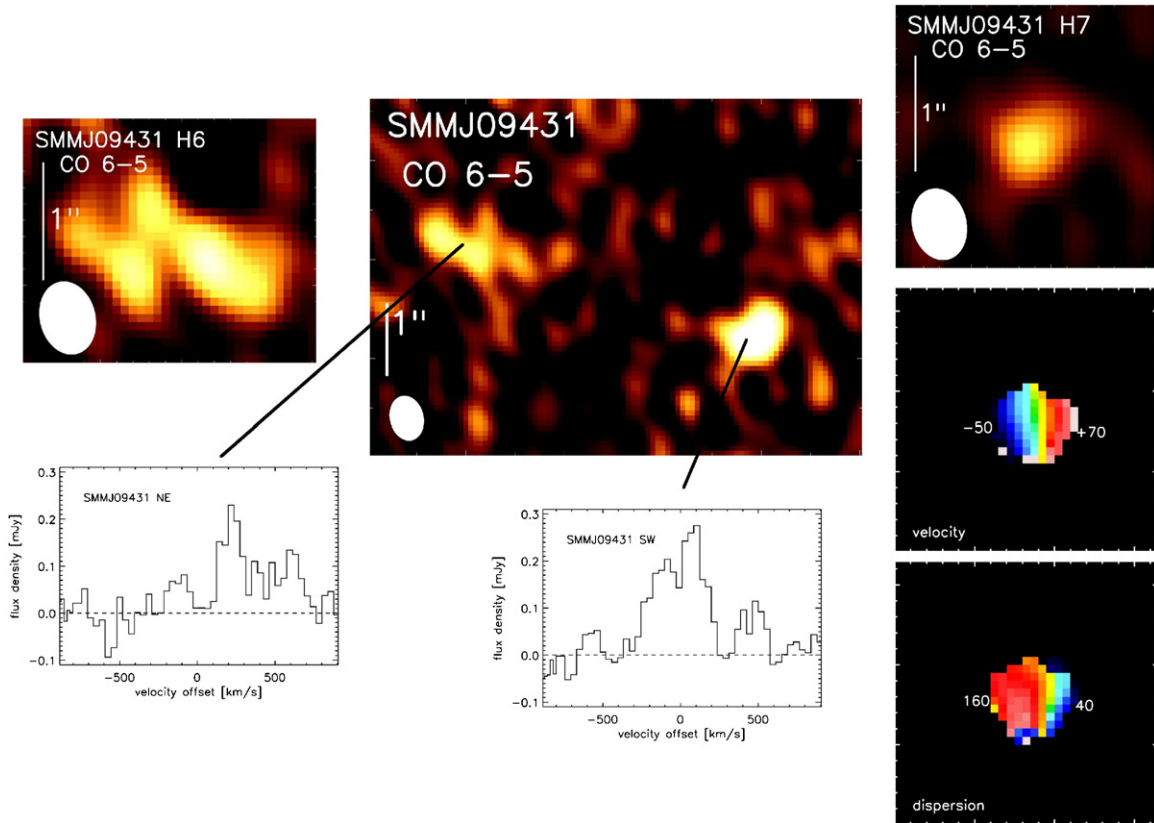 SMMJ09431 H6
CO 6-5
1"
SMMJ09431
CO 6-5
1"
SMMJ09431 H7
CO 6-5
1"
-50
+70
velocity
160
40
dispersion
SMMJ09431 NE
flux density [mJy]
0.3
0.2
0.1
0.0
-0.1
-500
0
500
velocity offset [km/s]
SMMJ09431 SW
flux density [mJy]
0.3
0.2
0.1
0.0
-0.1
-500
0
500
velocity offset [km/s]